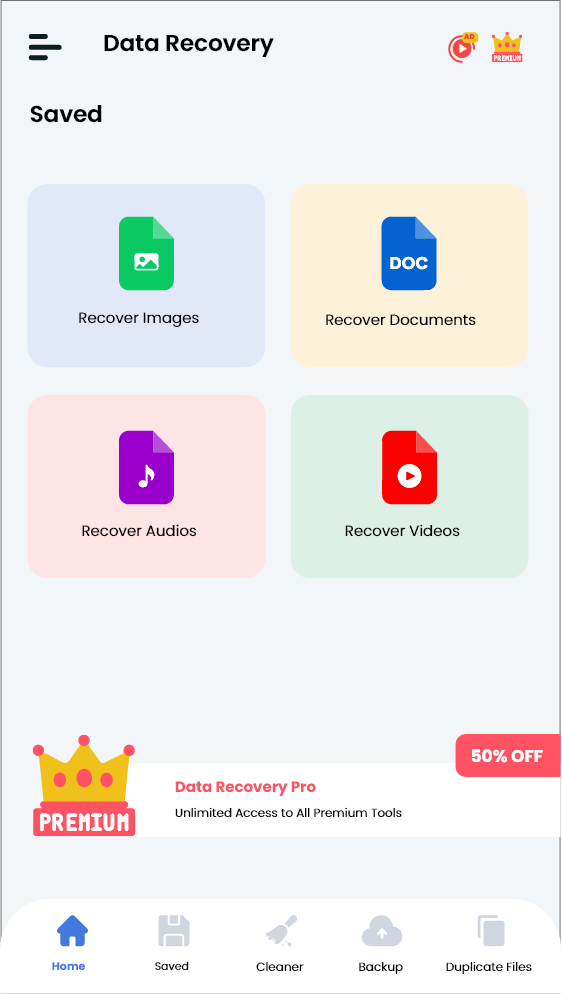 Data Recovery
AD
PREMIUM
Saved
DOC
Recover Images
Recover Documents
Recover Audios
Recover Videos
50% OFF
Data Recovery Pro
PREMIUM
Unlimited Access to All Premium Tools
Home
Saved
Cleaner
Backup
Duplicate Files